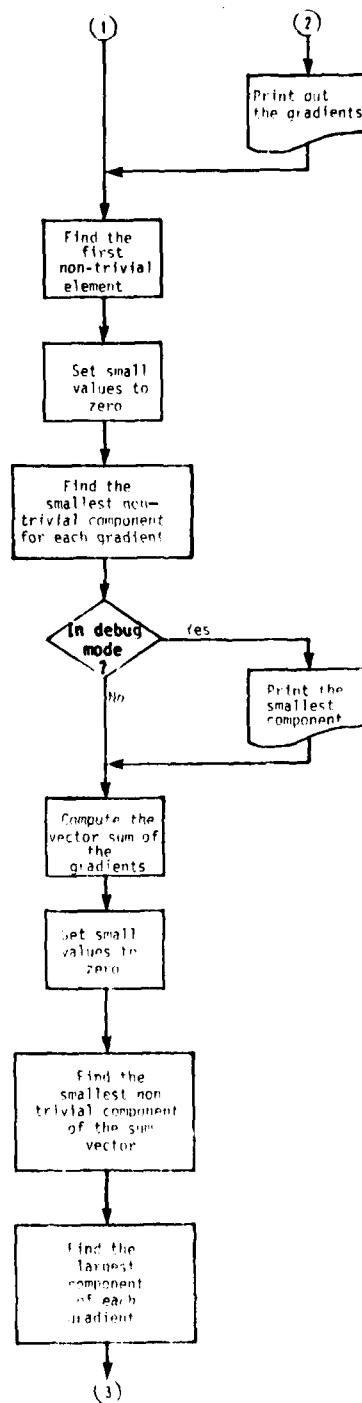 (1)
(2)
Print out
the gradients
Find the
first
non-trivial
element
Set small
values to
zero
Find the
smallest non-
trivial component
for each gradient
In debug
mode
?
Yes
No
Print the
smallest
component
Compute the
vector sum of
the
gradients
Set small
values to
zero
Find the
smallest non
trivial component
of the sum
vector
Find the
largest
component
of each
gradient
(3)